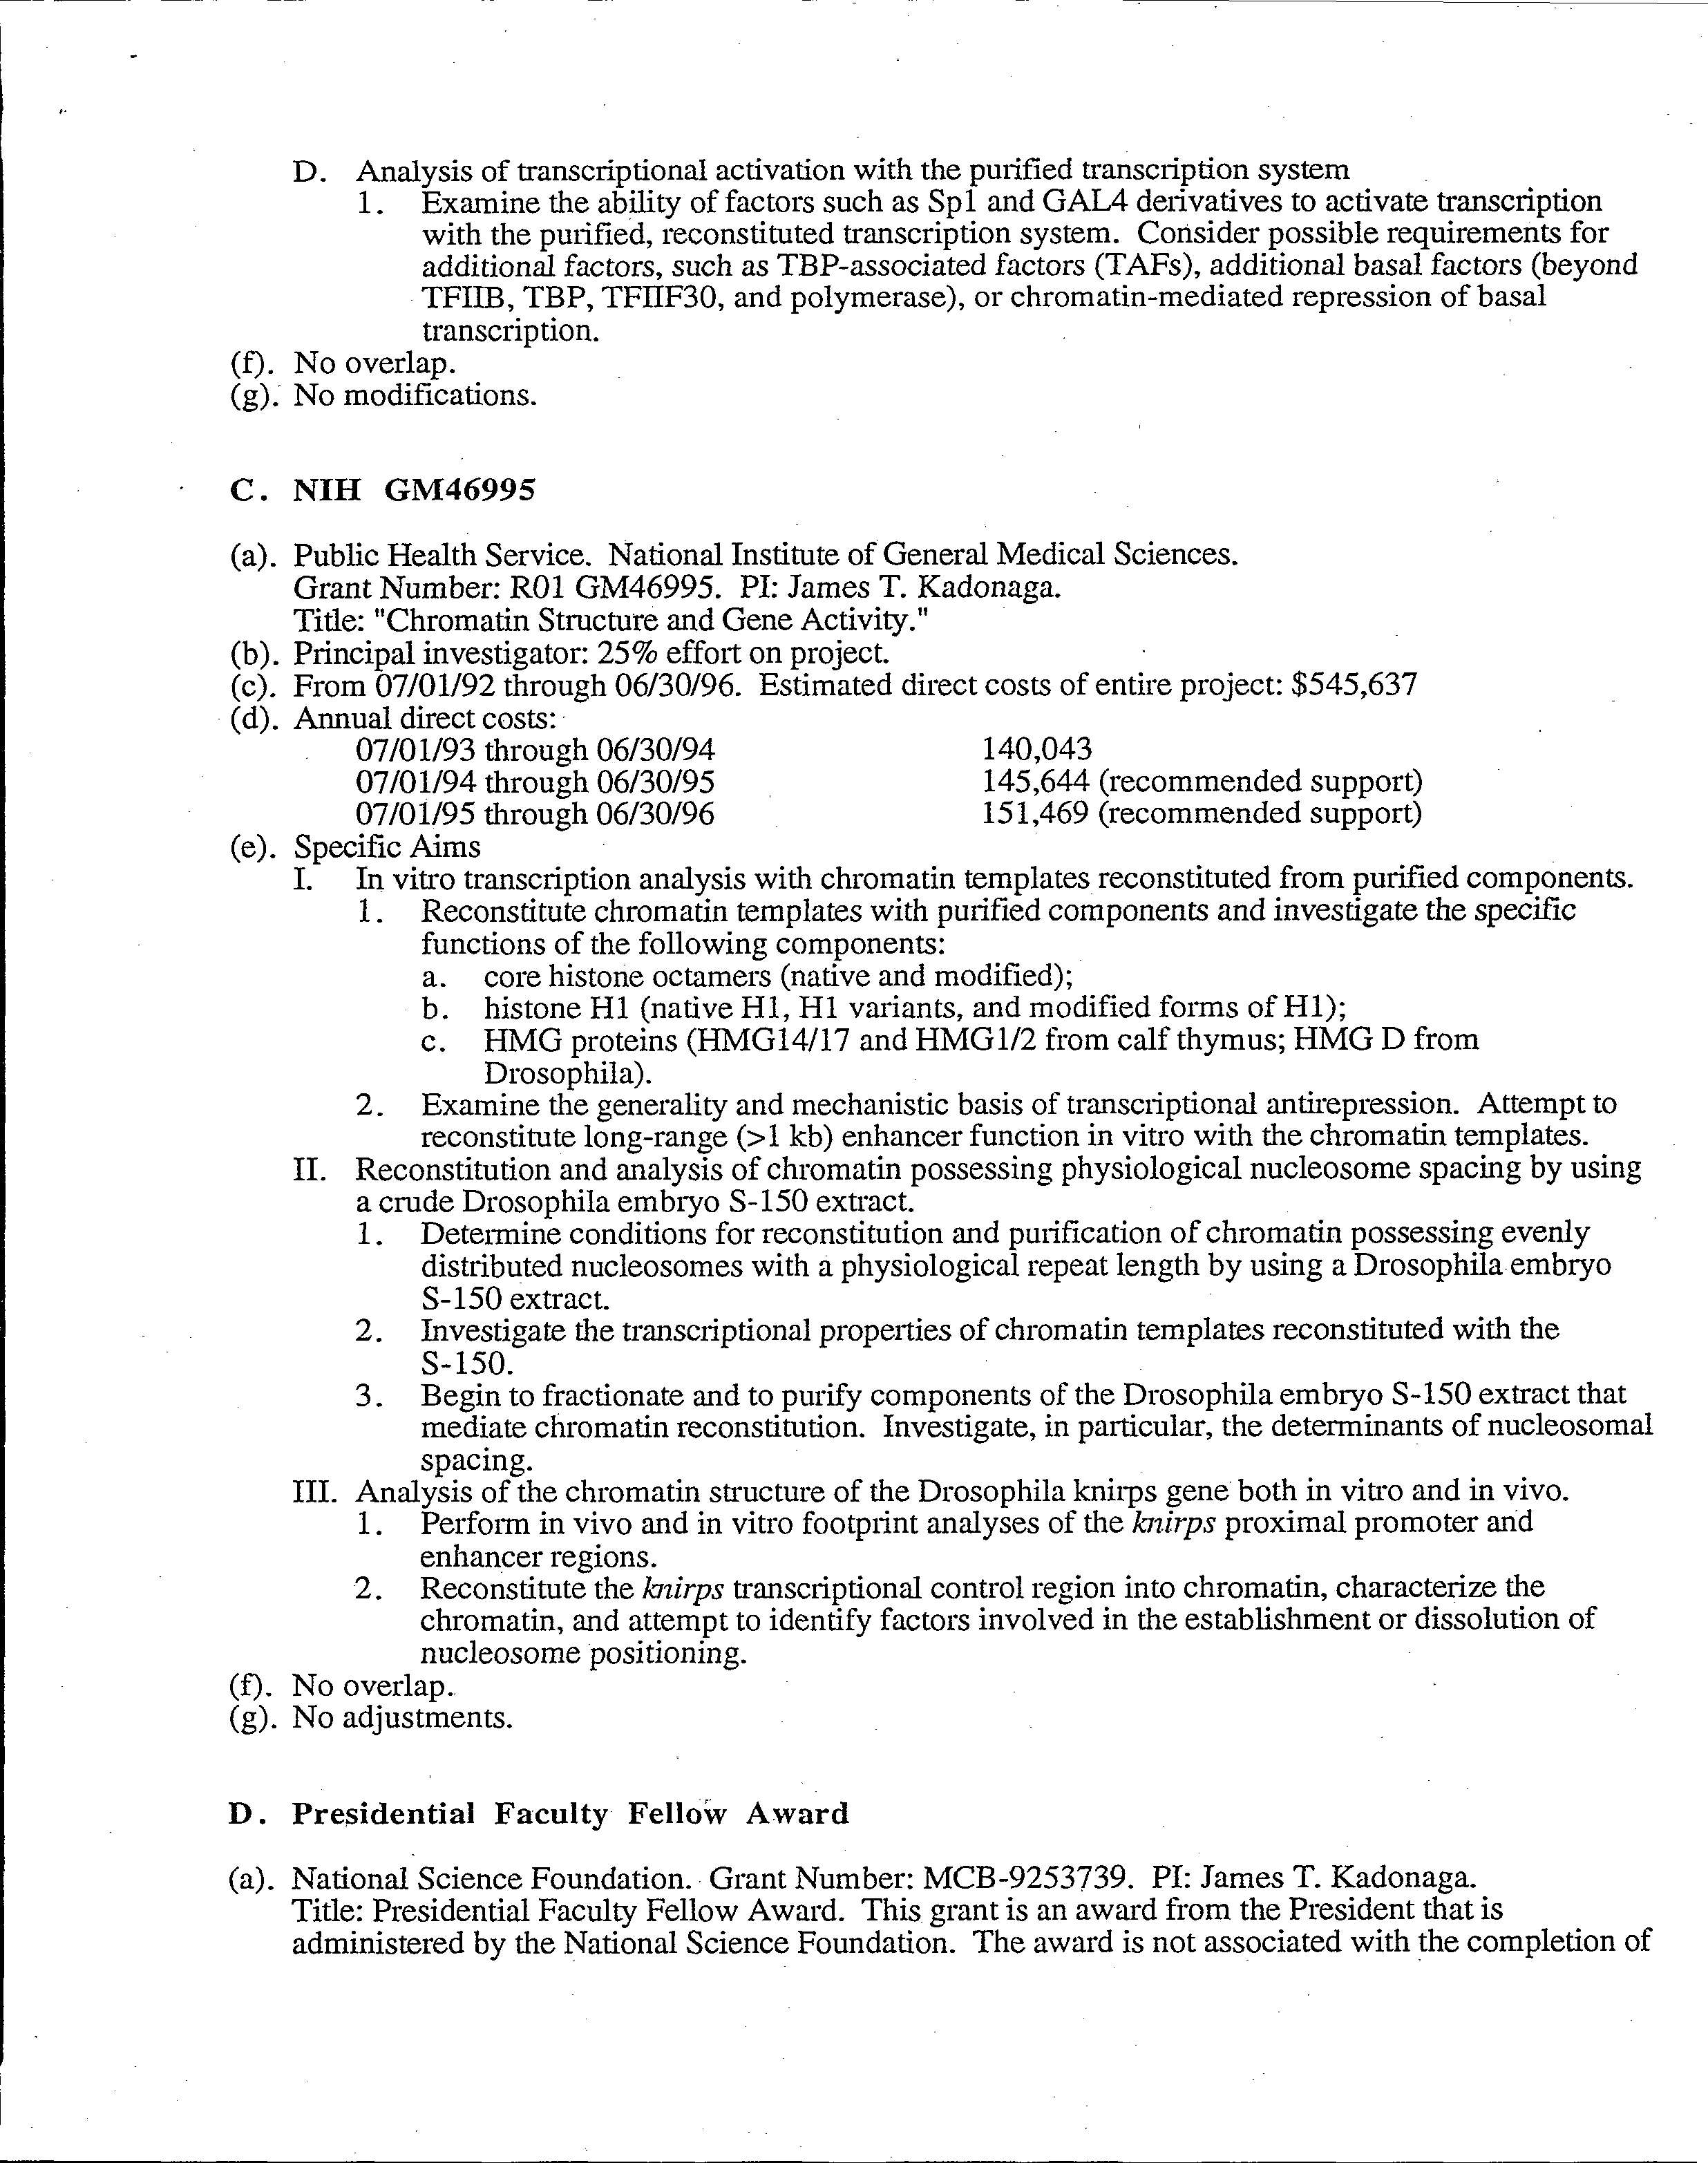 D. Analysis of transcriptional activation with the purified transcription system
1. Examine the ability of factors such as Sp1 and GAL4 derivatives to activate transcription
with the purified, reconstituted transcription system. Consider possible requirements for
additional factors, such as TBP-associated factors (TAFs), additional basal factors (beyond
TFIIB, TBP, TFIIF30, and polymerase), or chromatin-mediated repression of basal
transcription.
(f). No overlap.
(g). No modifications.
C. NIH GM46995
(a). Public Health Service. National Institute of General Medical Sciences.
Grant Number: R01 GM46995. PI: James T. Kadonaga.
Title: "Chromatin Structure and Gene Activity."
(b). Principal investigator: 25% effort on project.
(c). From 07/01/92 through 06/30/96. Estimated direct costs of entire project: $545,637
(d). Annual direct costs:
07/01/93 through 06/30/94 140,043
07/01/94 through 06/30/95 145,644 (recommended support)
07/01/95 through 06/30/96 151,469 (recommended support)
(e). Specific Aims
I. In vitro transcription analysis with chromatin templates reconstituted from purified components.
1. Reconstitute chromatin templates with purified components and investigate the specific
functions of the following components:
a. core histone octamers (native and modified);
b. histone H1 (native H1, H1 variants, and modified forms of H1);
c. HMG proteins (HMG14/17 and HMG1/2 from calf thymus; HMG D from
Drosophila).
2. Examine the generality and mechanistic basis of transcriptional antirepression. Attempt to
reconstitute long-range (>1 kb) enhancer function in vitro with the chromatin templates.
II. Reconstitution and analysis of chromatin possessing physiological nucleosome spacing by using
a crude Drosophila embryo S-150 extract.
1. Determine conditions for reconstitution and purification of chromatin possessing evenly
distributed nucleosomes with a physiological repeat length by using a Drosophila embryo
S-150 extract.
2. Investigate the transcriptional properties of chromatin templates reconstituted with the
S-150.
3. Begin to fractionate and to purify components of the Drosophila embryo S-150 extract that
mediate chromatin reconstitution. Investigate, in particular, the determinants of nucleosomal
spacing.
III. Analysis of the chromatin structure of the Drosophila knirps gene both in vitro and in vivo.
1. Perform in vivo and in vitro footprint analyses of the knirps proximal promoter and
enhancer regions.
2. Reconstitute the knirps transcriptional control region into chromatin, characterize the
chromatin, and attempt to identify factors involved in the establishment or dissolution of
nucleosome positioning.
(f). No overlap.
(g). No adjustments.
D. Presidential Faculty Fellow Award
(a). National Science Foundation. Grant Number: MCB-9253739. PI: James T. Kadonaga.
Title: Presidential Faculty Fellow Award. This grant is an award from the President that is
administered by the National Science Foundation. The award is not associated with the completion of